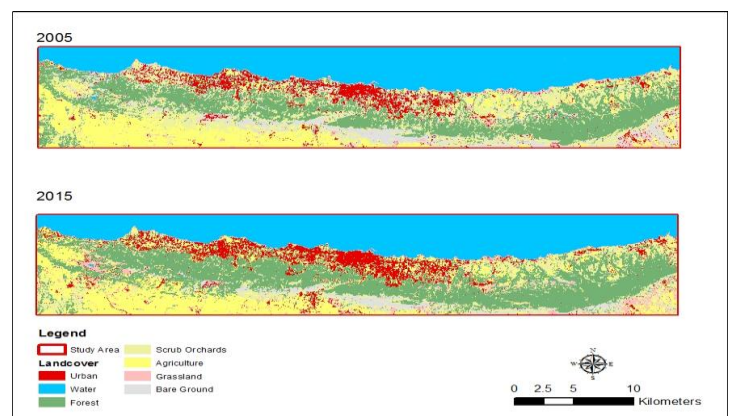 2005
2015
Legend
Study Area
Landcover
Urban
Water
Forest
Scrub Orchards
Agriculture
Grassland
Bare Ground
N
W E
S
0 2.5 5 10
Kilometers